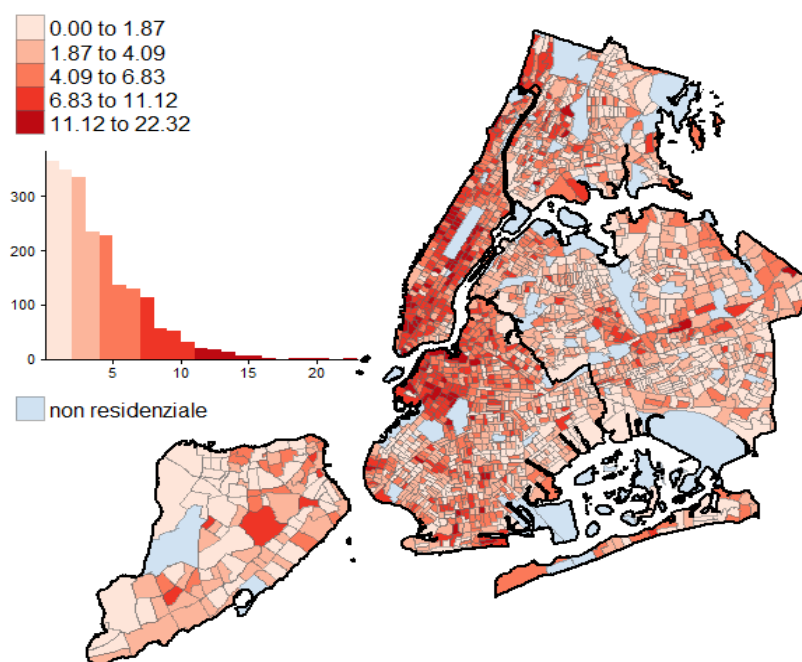 0.00 to 1.87
1.87 to 4.09
4.09 to 6.83
6.83 to 11.12
11.12 to 22.32
300
200
100
0
5
10
15
20
non residenziale